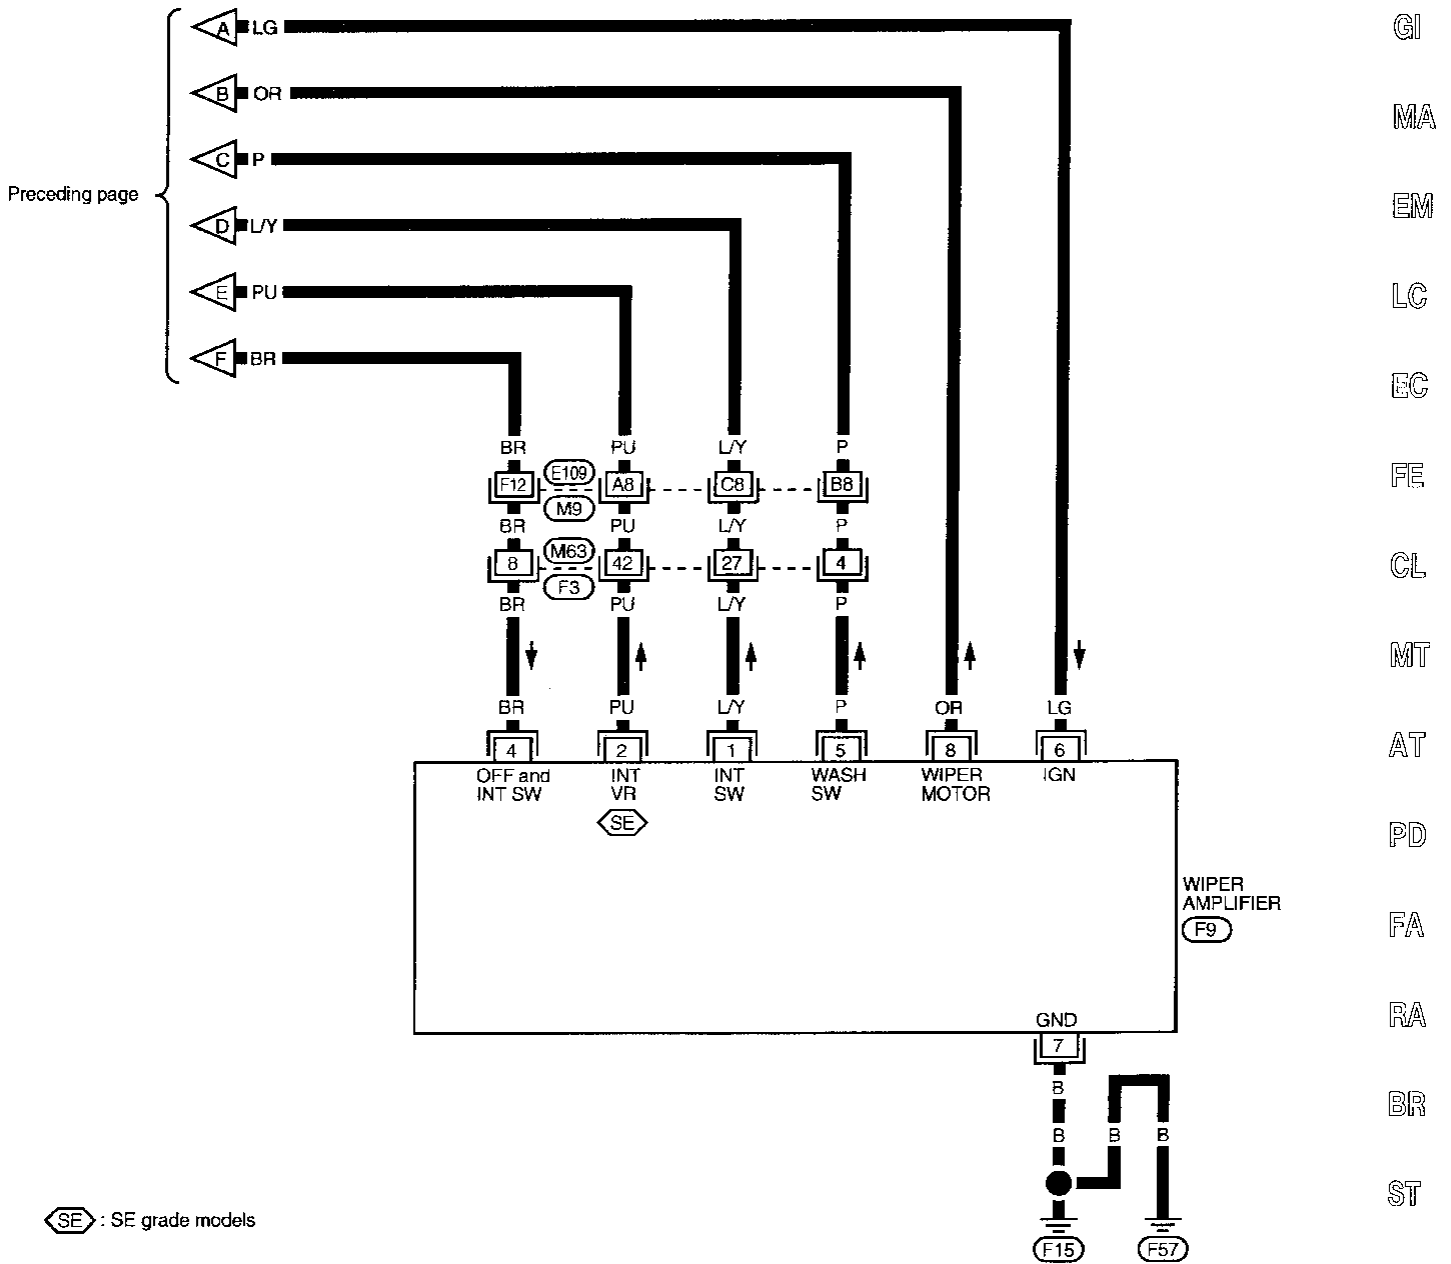 A LG
B OR
C P
D L/Y
E PU
F BR
Preceding page
BR PU L/Y P
E109
F12 A8 C8 B8
M9
BR PU L/Y P
M63
8 42 27 4
F3
BR PU L/Y P
BR PU L/Y P OR LG
4 2 1 5 8 6
OFF and
INT SW
INT
VR
SE
INT
SW
WASH
SW
WIPER
MOTOR
IGN
WIPER
AMPLIFIER
F9
GND
7
B
B B B
F15 F57
SE : SE grade models
GI
MA
EM
LC
EC
FE
CL
MT
AT
PD
FA
RA
BR
ST